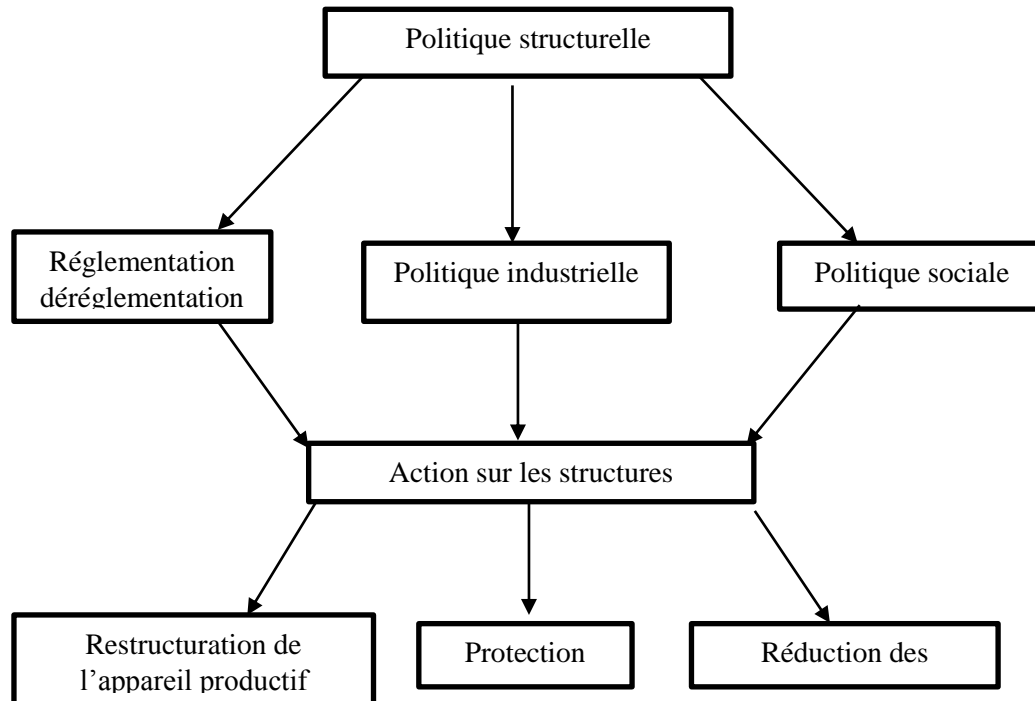 Politique structurelle
Réglementation
déréglementation
Politique industrielle
Politique sociale
Action sur les structures
Restructuration de
l’appareil productif
Protection
Réduction des